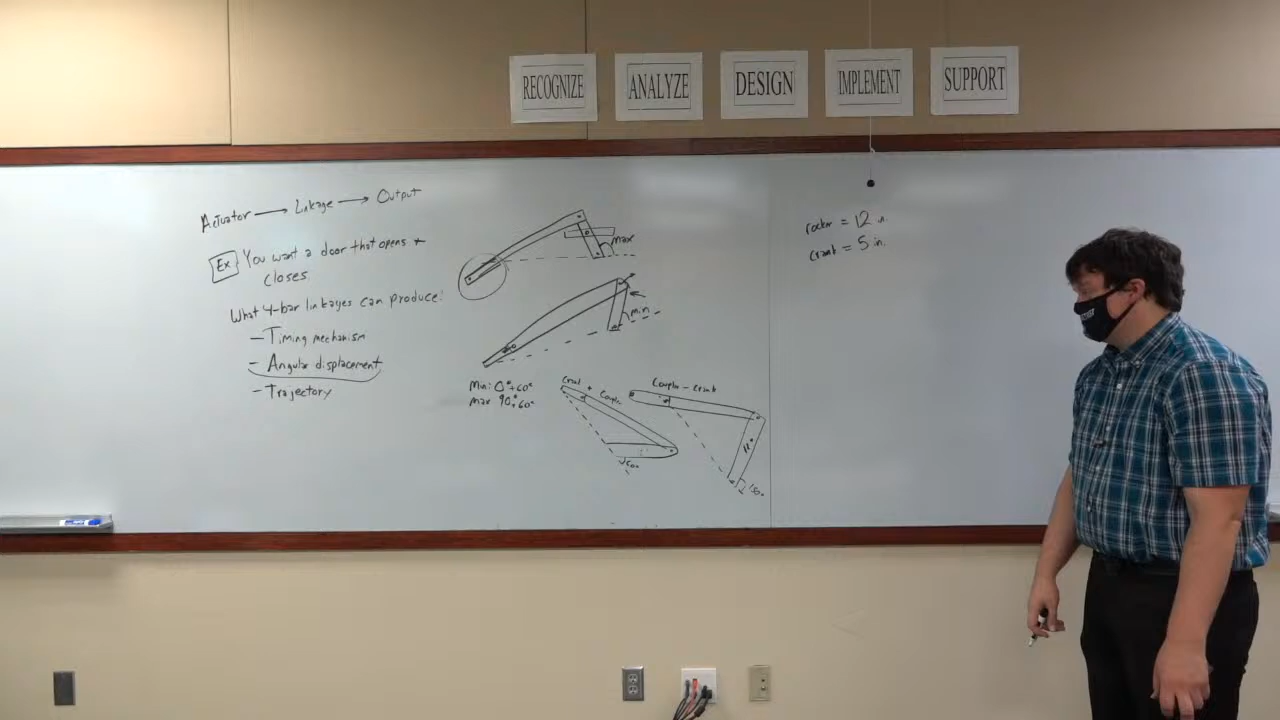 RECOGNIZE
ANALYZE
DESIGN
IMPLEMENT
SUPPORT
Actuator → Linkage → Output
Ex You want a door that opens +
closes
What 4-bar linkages can produce:
- Timing mechanism
- Angular displacement
- Trajectory
max
min
Min: 0°+60°
Max 90°+60°
Crank + Coupler
Coupler - Crank
150°
rocker = 12 in.
crank = 5 in.